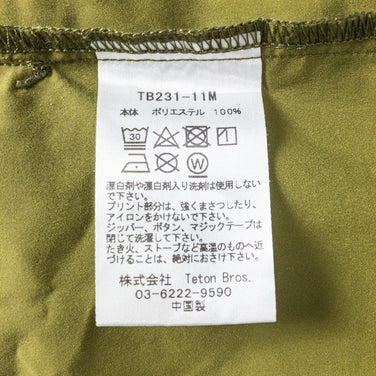 TB231-11M
本体 ポリエステル 100%
30
W
漂白剤や漂白剤入り洗剤は使用しない
で下さい。
プリント部分は、強くまさつしたり、
アイロンをかけないで下さい。
ジッパー、ボタン、マジックテープは
閉じて洗濯して下さい。
たき火、ストーブなど高温のものへ近
づけることは、絶対にお避け下さい。
株式会社 Teton Bros.
03-6222-9590
中国製